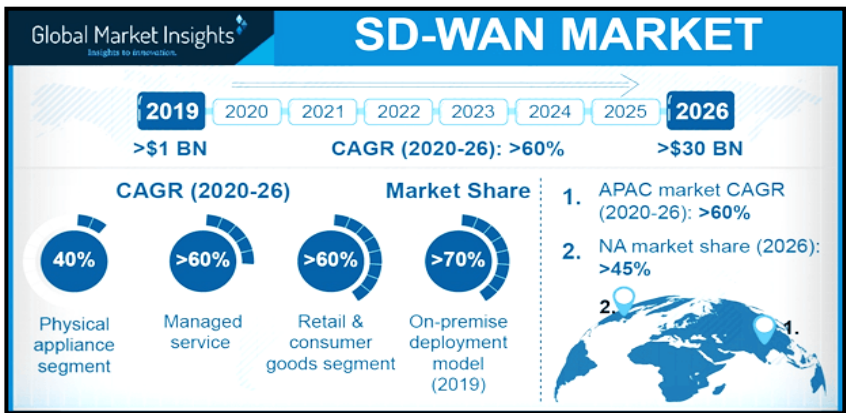 Global Market Insights
Insights to innovation.
SD-WAN MARKET
2019 2020 2021 2022 2023 2024 2025 2026
>$1 BN CAGR (2020-26): >60% >$30 BN
CAGR (2020-26) Market Share
40% >60% >60% >70%
Physical
appliance
segment
Managed
service
Retail &
consumer
goods segment
On-premise
deployment
model
(2019)
1. APAC market CAGR
(2020-26): >60%
2. NA market share (2026):
>45%
2.
1.